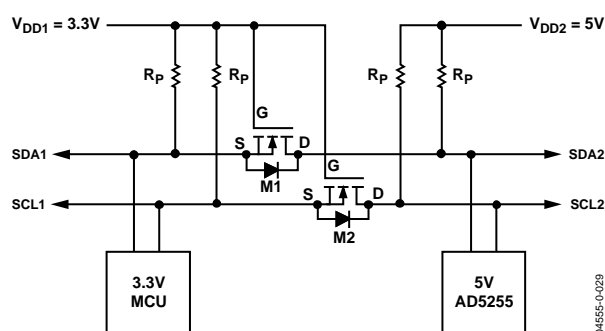 VDD1 = 3.3V
VDD2 = 5V
RP
RP
RP
RP
G
SDA1
S
D
SDA2
M1
G
SCL1
S
D
SCL2
M2
3.3V
MCU
5V
AD5255
04555-0-029